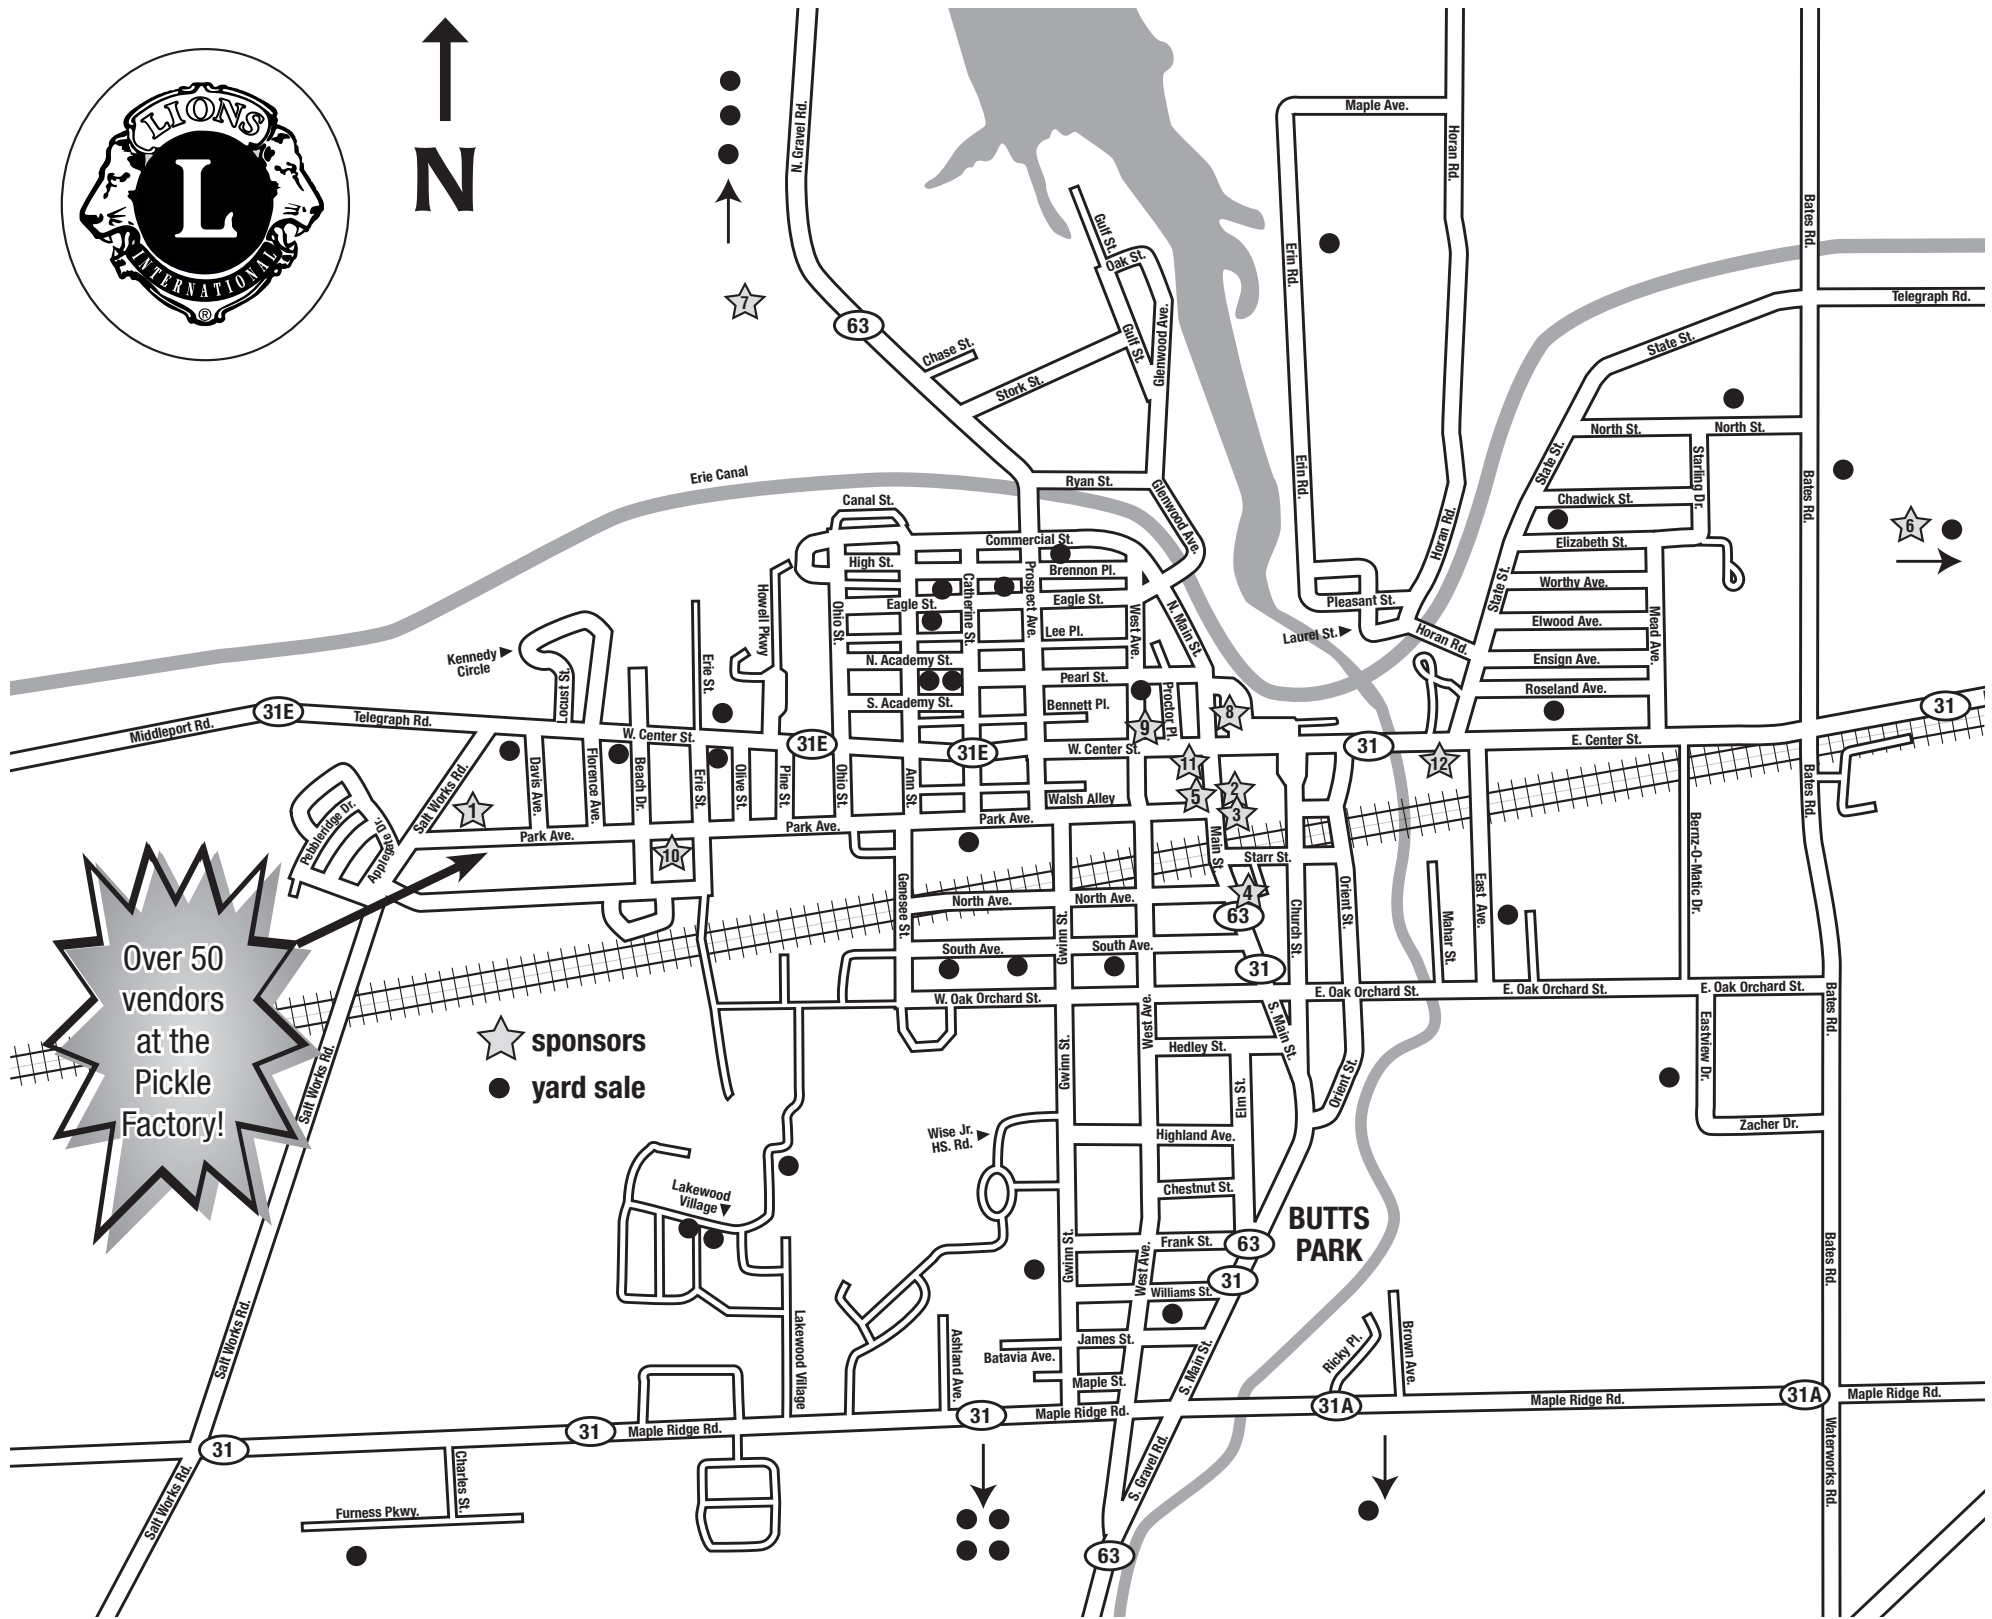 LIONS
L
INTERNATIONAL
®
N
N. Gravel Rd.
7
63
Chase St.
Stork St.
Gulf St.
Oak St.
Gulf St.
Glenwood Ave.
Maple Ave.
Horan Rd.
Erin Rd.
Erin Rd.
Horan Rd.
Bates Rd.
Telegraph Rd.
State St.
North St.
North St.
State St.
Starling Dr.
Bates Rd.
Chadwick St.
6
Elizabeth St.
Worthy Ave.
State St.
Elwood Ave.
Mead Ave.
Ensign Ave.
Roseland Ave.
Pleasant St.
Laurel St.
Horan Rd.
Erie Canal
Ryan St.
Glenwood Ave.
Canal St.
Commercial St.
High St.
Brennon Pl.
Howell Pkwy
Ohio St.
Eagle St.
Catherine St.
Prospect Ave.
Eagle St.
West Ave.
N. Main St.
Lee Pl.
N. Academy St.
Pearl St.
S. Academy St.
Bennett Pl.
Proctor Pl.
8
9
Kennedy
Circle
Locust St.
Erie St.
31E
Telegraph Rd.
Middleport Rd.
W. Center St.
31E
31E
W. Center St.
31
E. Center St.
31
Salt Works Rd.
Davis Ave.
Florence Ave.
Beach Dr.
Erie St.
Olive St.
Pine St.
Ohio St.
Ann St.
11
12
1
5
2
3
Walsh Alley
Park Ave.
Park Ave.
Park Ave.
Main St.
Bates Rd.
Pebbleridge Dr.
Applegate Dr.
10
Starr St.
4
63
Genesee St.
North Ave.
North Ave.
Gwinn St.
South Ave.
South Ave.
Church St.
Orient St.
Mahar St.
East Ave.
Bernz-O-Matic Dr.
31
W. Oak Orchard St.
E. Oak Orchard St.
E. Oak Orchard St.
E. Oak Orchard St.
Over 50
vendors
at the
Pickle
Factory!
sponsors
yard sale
Salt Works Rd.
West Ave.
S. Main St.
Gwinn St.
Hedley St.
Elm St.
Orient St.
Eastview Dr.
Bates Rd.
Zacher Dr.
Wise Jr.
HS. Rd.
Highland Ave.
Chestnut St.
Lakewood
Village
BUTTS
PARK
Frank St.
63
Gwinn St.
West Ave.
31
Williams St.
Bates Rd.
Salt Works Rd.
Lakewood Village
Ashland Ave.
James St.
Batavia Ave.
Maple St.
S. Main St.
Ricky Pl.
Brown Ave.
31
31
Maple Ridge Rd.
31
Maple Ridge Rd.
31A
Maple Ridge Rd.
31A
Maple Ridge Rd.
Salt Works Rd.
Charles St.
Furness Pkwy.
S. Gravel Rd.
Waterworks Rd.
63